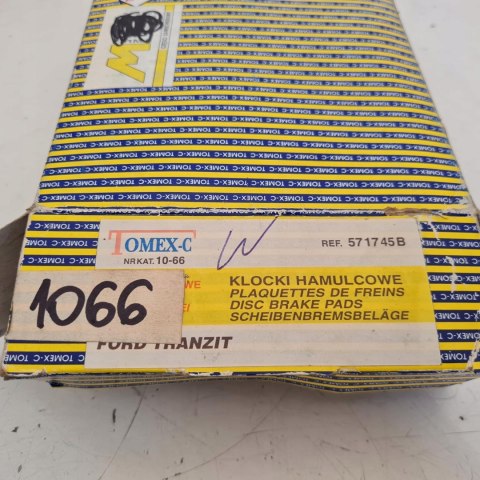 TOMEX-C
W
REF. 571745B
NR KAT. 10-66
1066
KLOCKI HAMULCOWE
PLAQUETTES DE FREINS
DISC BRAKE PADS
SCHEIBENBREMSBELÄGE
FORD TRANZIT